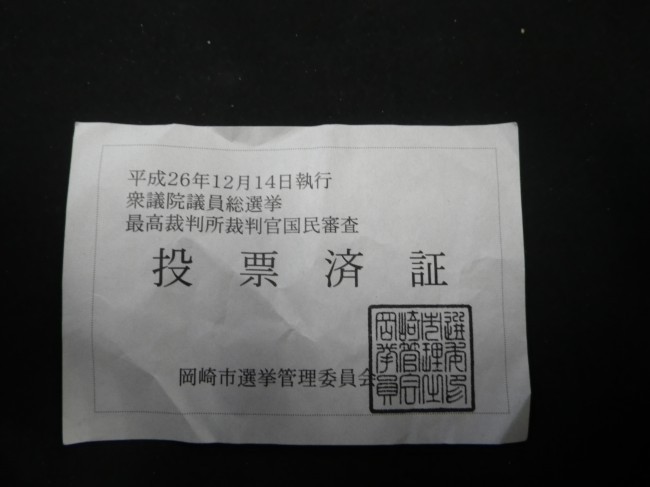 平成26年12月14日執行
衆議院議員総選挙
最高裁判所裁判官国民審査
投票済証
岡崎市選挙管理委員会